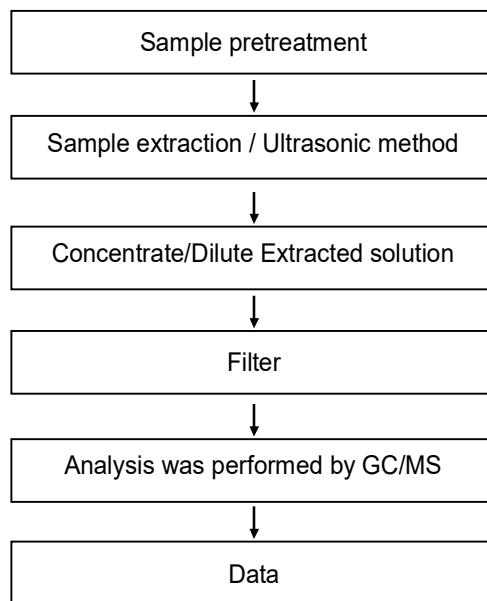 Sample pretreatment
Sample extraction / Ultrasonic method
Concentrate/Dilute Extracted solution
Filter
Analysis was performed by GC/MS
Data